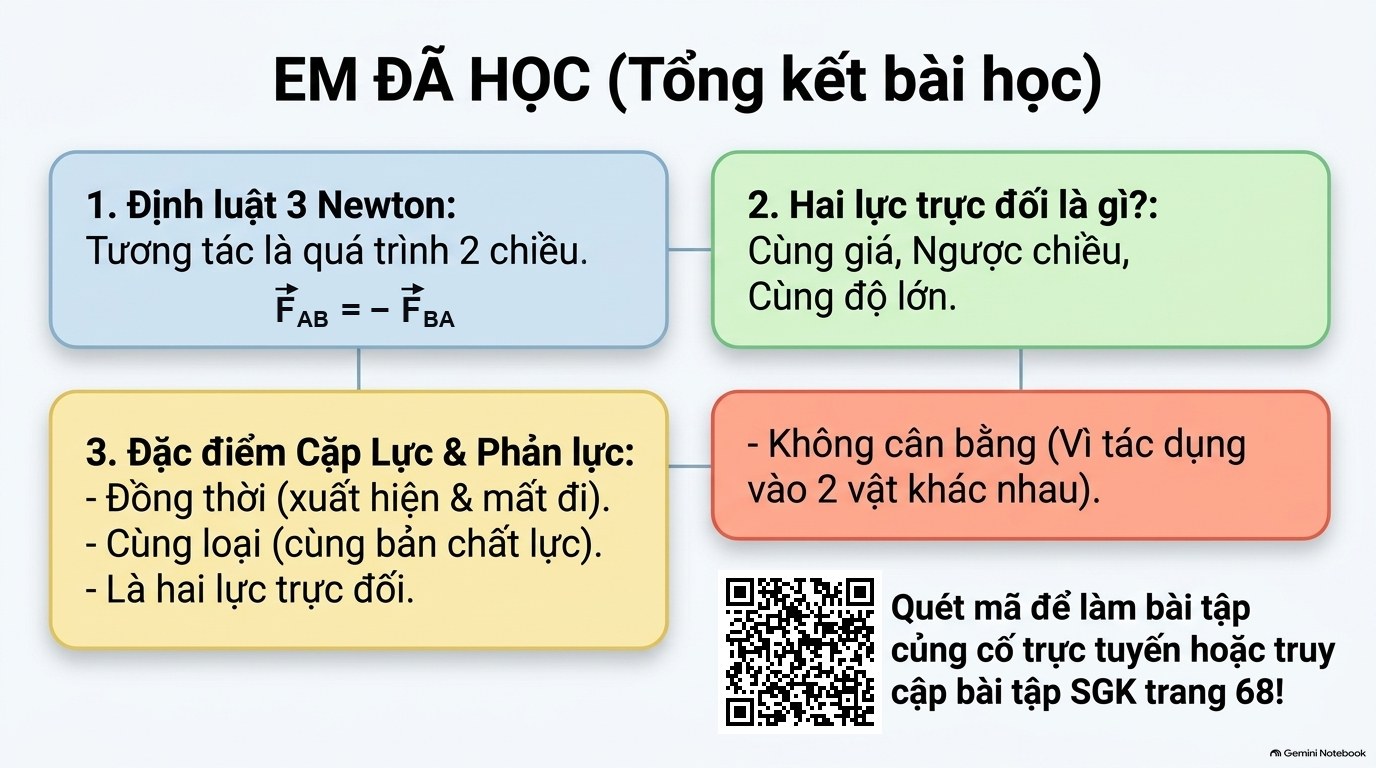 EM ĐÃ HỌC (Tổng kết bài học)
1. Định luật 3 Newton:
Tương tác là quá trình 2 chiều.
F⃗AB = – F⃗BA
2. Hai lực trực đối là gì?:
Cùng giá, Ngược chiều,
Cùng độ lớn.
3. Đặc điểm Cặp Lực & Phản lực:
- Đồng thời (xuất hiện & mất đi).
- Cùng loại (cùng bản chất lực).
- Là hai lực trực đối.
- Không cân bằng (Vì tác dụng
vào 2 vật khác nhau).
Quét mã để làm bài tập
củng cố trực tuyến hoặc truy
cập bài tập SGK trang 68!
Gemini Notebook